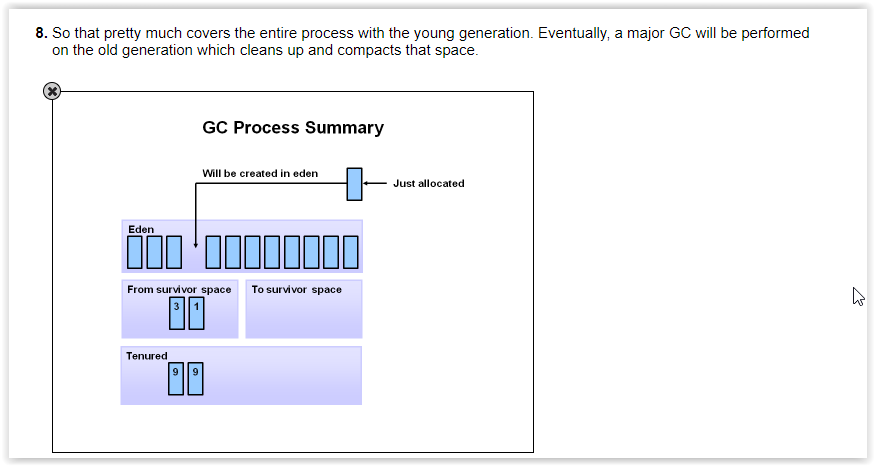 8. So that pretty much covers the entire process with the young generation. Eventually, a major GC will be performed
on the old generation which cleans up and compacts that space.
GC Process Summary
Will be created in eden
Just allocated
Eden
From survivor space
To survivor space
3 1
Tenured
9 9